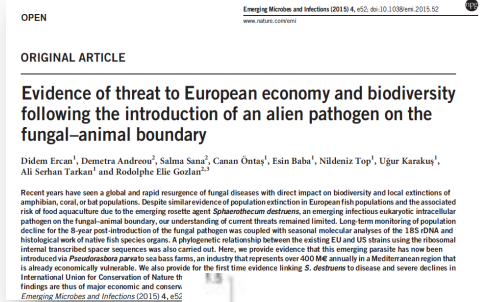 OPEN
Emerging Microbes and Infections (2015) 4, e52; doi:10.1038/emi.2015.52
www.nature.com/emi
npg
ORIGINAL ARTICLE
Evidence of threat to European economy and biodiversity
following the introduction of an alien pathogen on the
fungal–animal boundary
Didem Ercan1, Demetra Andreou2, Salma Sana2, Canan Öntaş1, Esin Baba1, Nildeniz Top1, Uğur Karakuş1,
Ali Serhan Tarkan1 and Rodolphe Elie Gozlan2,3
Recent years have seen a global and rapid resurgence of fungal diseases with direct impact on biodiversity and local extinctions of
amphibian, coral, or bat populations. Despite similar evidence of population extinction in European fish populations and the associated
risk of food aquaculture due to the emerging rosette agent Sphaerothecum destruens, an emerging infectious eukaryotic intracellular
pathogen on the fungal–animal boundary, our understanding of current threats remained limited. Long-term monitoring of population
decline for the 8-year post-introduction of the fungal pathogen was coupled with seasonal molecular analyses of the 18S rDNA and
histological work of native fish species organs. A phylogenetic relationship between the existing EU and US strains using the ribosomal
internal transcribed spacer sequences was also carried out. Here, we provide evidence that this emerging parasite has now been
introduced via Pseudorasbora parva to sea bass farms, an industry that represents over 400 M€ annually in a Mediterranean region that
is already economically vulnerable. We also provide for the first time evidence linking S. destruens to disease and severe declines in
International Union for Conservation of Nature th
findings are thus of major economic and conserva
Emerging Microbes and Infections (2015) 4, e52